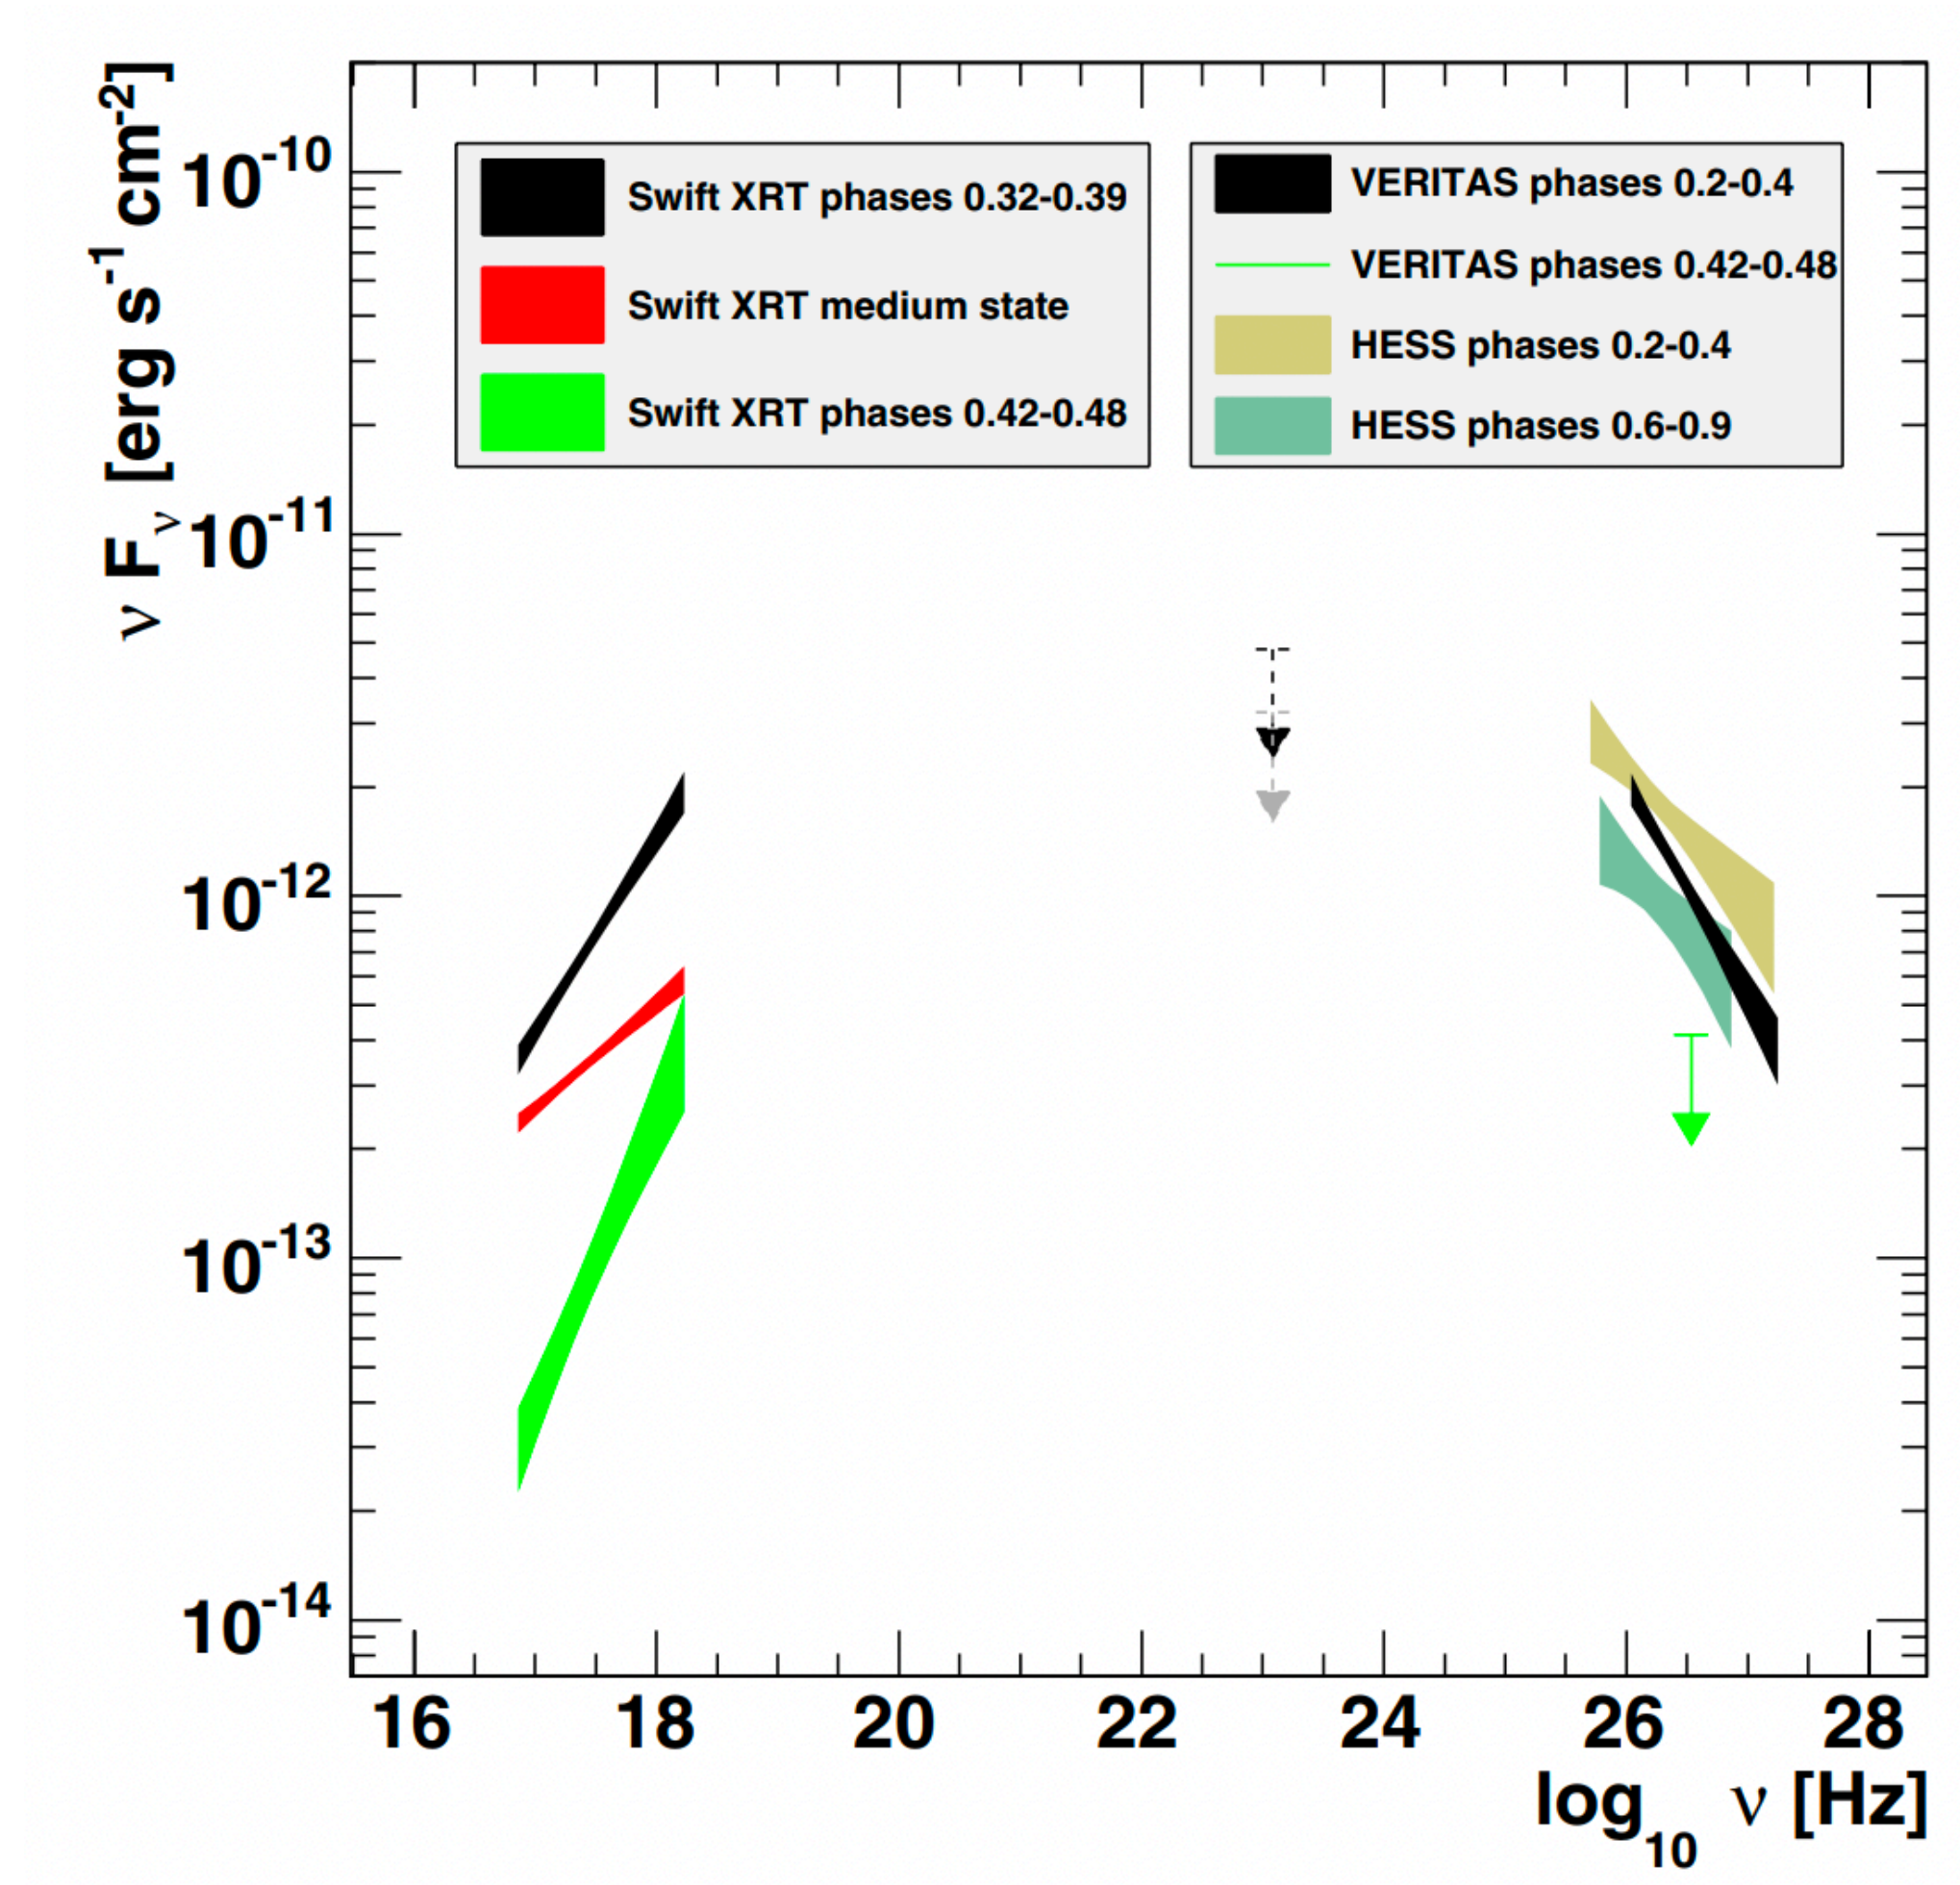 ν Fν [erg s-1 cm-2]
10-10
10-11
10-12
10-13
10-14
Swift XRT phases 0.32-0.39
Swift XRT medium state
Swift XRT phases 0.42-0.48
VERITAS phases 0.2-0.4
VERITAS phases 0.42-0.48
HESS phases 0.2-0.4
HESS phases 0.6-0.9
16 18 20 22 24 26 28
log10 ν [Hz]